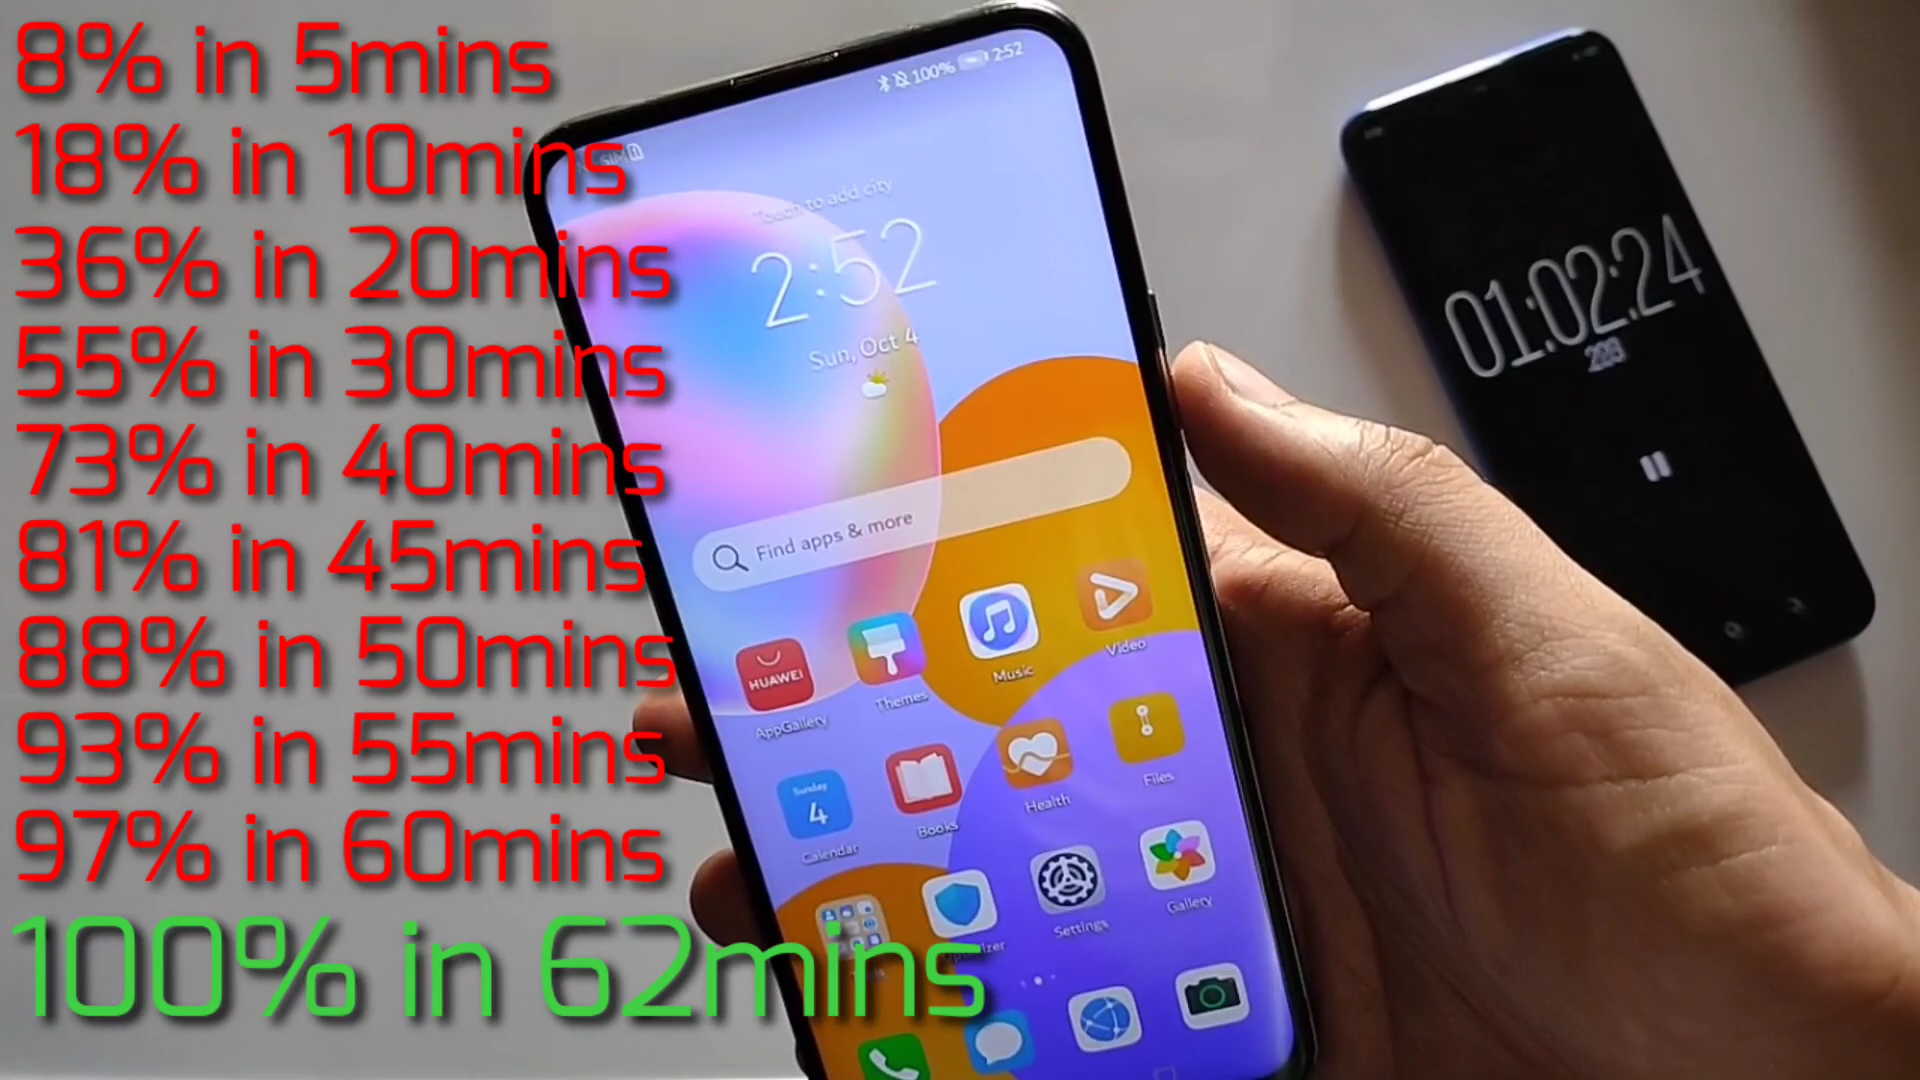 8% in 5mins
18% in 10mins
36% in 20mins
55% in 30mins
73% in 40mins
81% in 45mins
88% in 50mins
93% in 55mins
97% in 60mins
100% in 62mins
100% 2:52
SIM
Touch to add city
2:52
Sun, Oct 4
Find apps & more
HUAWEI
AppGallery
Themes
Music
Video
Sunday
4
Calendar
Books
Health
Files
Settings
Gallery
01:02:24